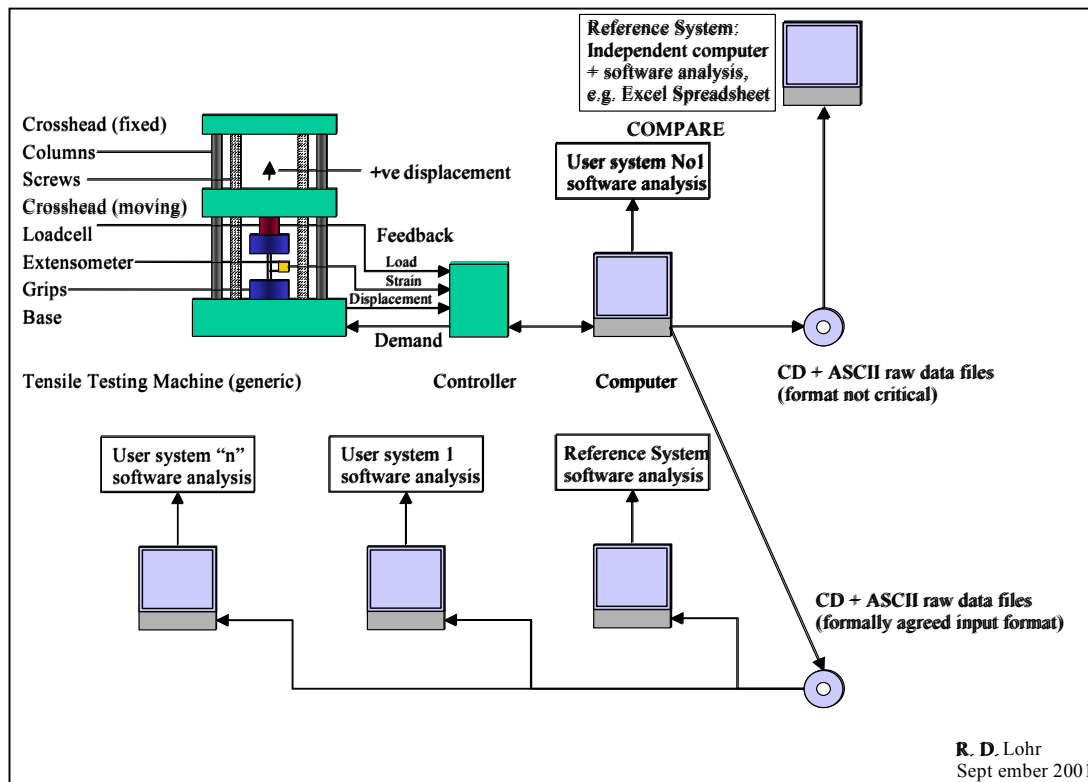 Reference System:
Independent computer
+ software analysis,
e.g. Excel Spreadsheet
COMPARE
User system No1
software analysis
Crosshead (fixed)
Columns
Screws
+ve displacement
Crosshead (moving)
Loadcell
Feedback
Load
Extensometer
Strain
Grips
Displacement
Base
Demand
Tensile Testing Machine (generic)
Controller
Computer
CD + ASCII raw data files
(format not critical)
User system “n”
software analysis
User system 1
software analysis
Reference System
software analysis
CD + ASCII raw data files
(formally agreed input format)
R. D. Lohr
Sept ember 2001